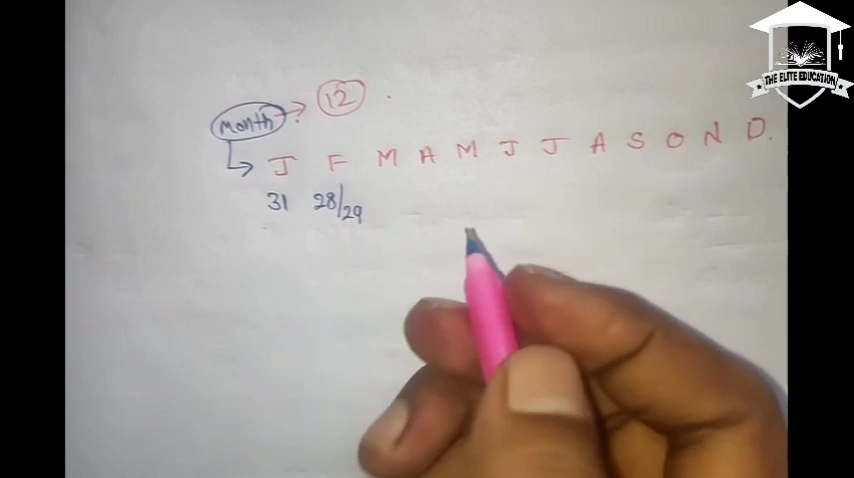 THE ELITE EDUCATION
month → 12
J F M A M J J A S O N D.
31 28/29